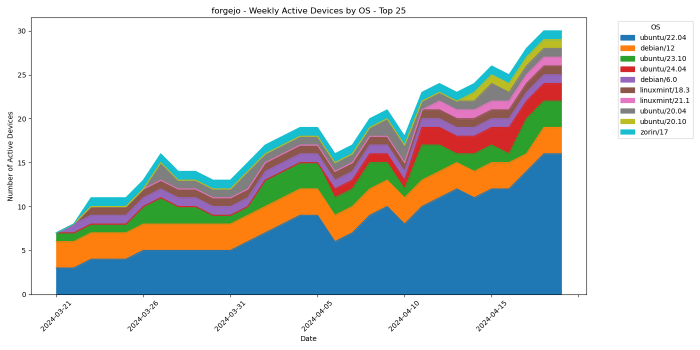 forgejo - Weekly Active Devices by OS - Top 25
Number of Active Devices
30
25
20
15
10
5
0
2024-03-21
2024-03-26
2024-03-31
2024-04-05
2024-04-10
2024-04-15
Date
OS
ubuntu/22.04
debian/12
ubuntu/23.10
ubuntu/24.04
debian/6.0
linuxmint/18.3
linuxmint/21.1
ubuntu/20.04
ubuntu/20.10
zorin/17